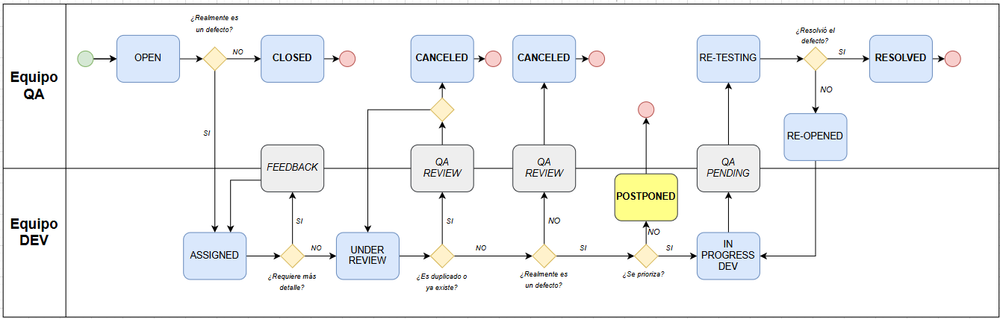 Equipo
QA
¿Realmente es
un defecto?
OPEN
NO
CLOSED
CANCELED
CANCELED
RE-TESTING
¿Resolvió el
defecto?
SI
RESOLVED
NO
RE-OPENED
SI
FEEDBACK
QA
REVIEW
QA
REVIEW
QA
PENDING
Equipo
DEV
POSTPONED
SI
SI
NO
NO
ASSIGNED
NO
UNDER
REVIEW
NO
SI
SI
IN
PROGRESS
DEV
¿Requiere más
detalle?
¿Es duplicado o
ya existe?
¿Realmente es
un defecto?
¿Se prioriza?